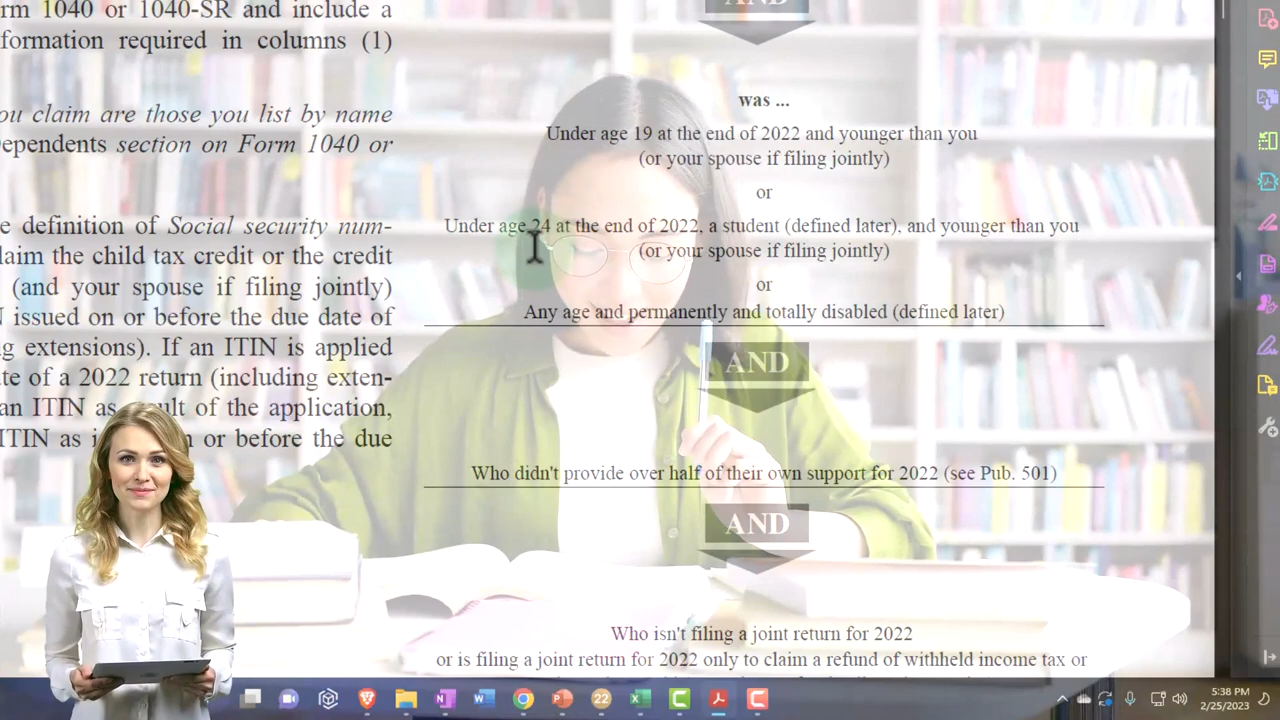 rm 1040 or 1040-SR and include a
formation required in columns (1)
ou claim are those you list by name
ependents section on Form 1040 or
e definition of Social security num-
laim the child tax credit or the credit
(and your spouse if filing jointly)
N issued on or before the due date of
g extensions). If an ITIN is applied
te of a 2022 return (including exten-
an ITIN as ult of the application,
ITIN as i n or before the due
AND
was ...
Under age 19 at the end of 2022 and younger than you
(or your spouse if filing jointly)
or
Under age 24 at the end of 2022, a student (defined later), and younger than you
(or your spouse if filing jointly)
or
Any age and permanently and totally disabled (defined later)
AND
Who didn't provide over half of their own support for 2022 (see Pub. 501)
AND
Who isn't filing a joint return for 2022
or is filing a joint return for 2022 only to claim a refund of withheld income tax or
22
5:38 PM
2/25/2023